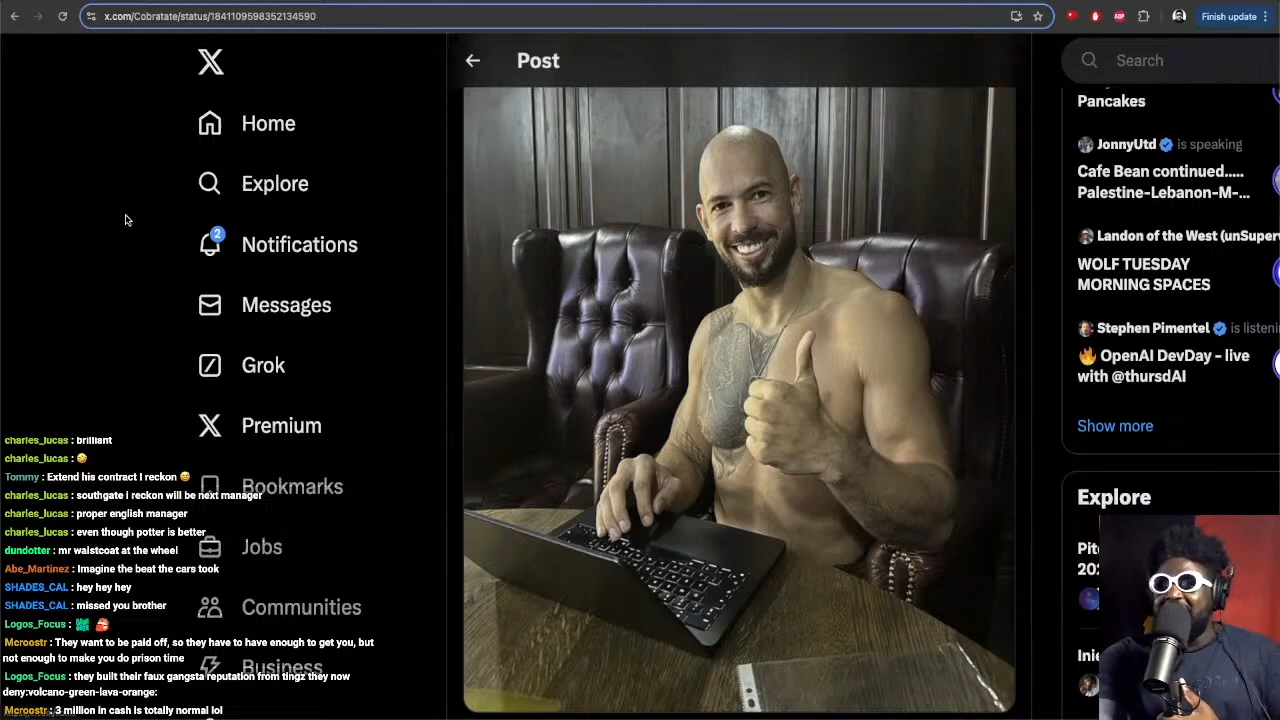 x.com/Cobratate/status/1841109598352134590
Finish update
Post
Search
Home
Explore
2
Notifications
Messages
Grok
Premium
Bookmarks
Jobs
Communities
Business
Pancakes
JonnyUtd is speaking
Cafe Bean continued.....
Palestine-Lebanon-M-...
Landon of the West (unSuper
WOLF TUESDAY
MORNING SPACES
Stephen Pimentel is listeni
🔥 OpenAI DevDay - live
with @thursdAI
Show more
Explore
charles_lucas : brilliant
charles_lucas : 🤣
Tommy : Extend his contract I reckon 😅
charles_lucas : southgate i reckon will be next manager
charles_lucas : proper english manager
charles_lucas : even though potter is better
dundotter : mr waistcoat at the wheel
Abe_Martinez : Imagine the beat the cars took
SHADES_CAL : hey hey hey
SHADES_CAL : missed you brother
Logos_Focus :
Mcroostr : They want to be paid off, so they have to have enough to get you, but
not enough to make you do prison time
Logos_Focus : they built their faux gangsta reputation from tingz they now
deny:volcano-green-lava-orange:
Mcroostr : 3 million in cash is totally normal lol